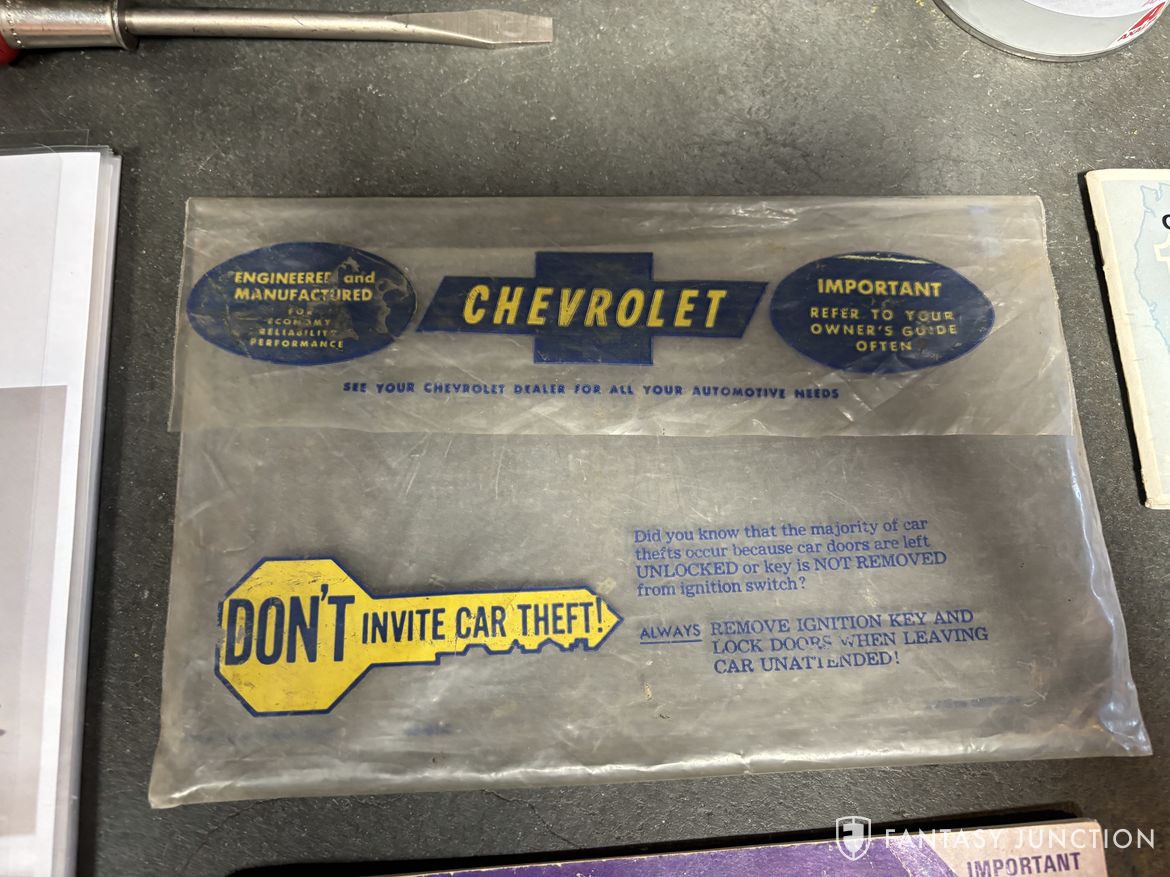 ENGINEERED and
MANUFACTURED
FOR
ECONOMY
RELIABILITY
PERFORMANCE
CHEVROLET
IMPORTANT
REFER TO YOUR
OWNER'S GUIDE
OFTEN
SEE YOUR CHEVROLET DEALER FOR ALL YOUR AUTOMOTIVE NEEDS
Did you know that the majority of car
thefts occur because car doors are left
UNLOCKED or key is NOT REMOVED
from ignition switch?
DON'T INVITE CAR THEFT!
ALWAYS REMOVE IGNITION KEY AND
LOCK DOORS WHEN LEAVING
CAR UNATTENDED!
FANTASY JUNCTION
IMPORTANT